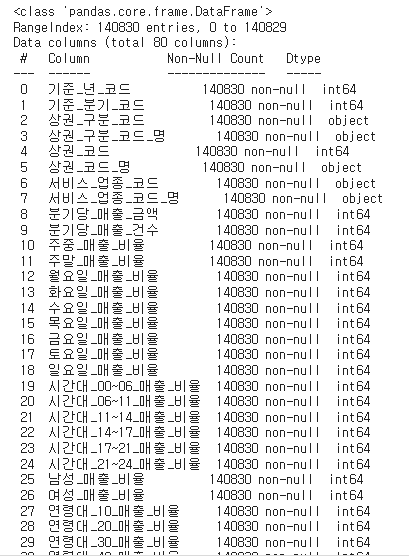 <class 'pandas.core.frame.DataFrame'>
RangeIndex: 140830 entries, 0 to 140829
Data columns (total 80 columns):
# Column Non-Null Count Dtype
--- ------ -------------- -----
0 기준_년_코드 140830 non-null int64
1 기준_분기_코드 140830 non-null int64
2 상권_구분_코드 140830 non-null object
3 상권_구분_코드_명 140830 non-null object
4 상권_코드 140830 non-null int64
5 상권_코드_명 140830 non-null object
6 서비스_업종_코드 140830 non-null object
7 서비스_업종_코드_명 140830 non-null object
8 분기당_매출_금액 140830 non-null int64
9 분기당_매출_건수 140830 non-null int64
10 주중_매출_비율 140830 non-null int64
11 주말_매출_비율 140830 non-null int64
12 월요일_매출_비율 140830 non-null int64
13 화요일_매출_비율 140830 non-null int64
14 수요일_매출_비율 140830 non-null int64
15 목요일_매출_비율 140830 non-null int64
16 금요일_매출_비율 140830 non-null int64
17 토요일_매출_비율 140830 non-null int64
18 일요일_매출_비율 140830 non-null int64
19 시간대_00~06_매출_비율 140830 non-null int64
20 시간대_06~11_매출_비율 140830 non-null int64
21 시간대_11~14_매출_비율 140830 non-null int64
22 시간대_14~17_매출_비율 140830 non-null int64
23 시간대_17~21_매출_비율 140830 non-null int64
24 시간대_21~24_매출_비율 140830 non-null int64
25 남성_매출_비율 140830 non-null int64
26 여성_매출_비율 140830 non-null int64
27 연령대_10_매출_비율 140830 non-null int64
28 연령대_20_매출_비율 140830 non-null int64
29 연령대_30_매출_비율 140830 non-null int64